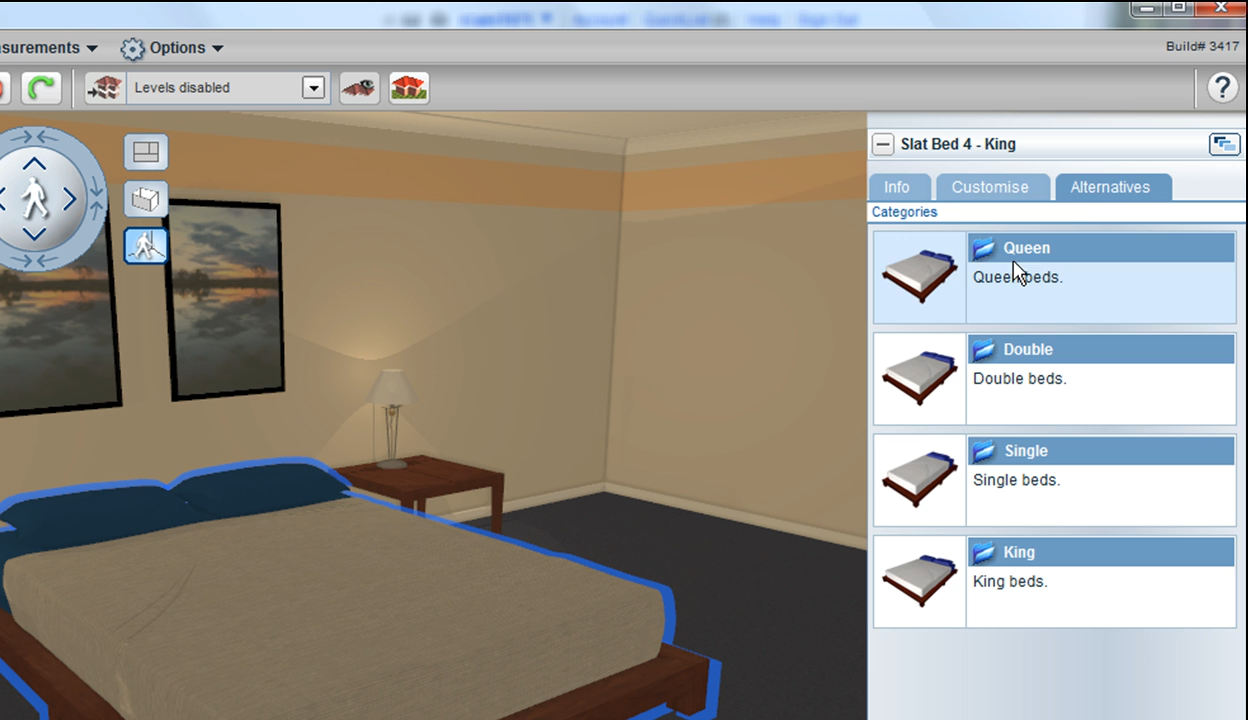 surements
Options
Build# 3417
Levels disabled
?
Slat Bed 4 - King
Info
Customise
Alternatives
Categories
Queen
Queen beds.
Double
Double beds.
Single
Single beds.
King
King beds.